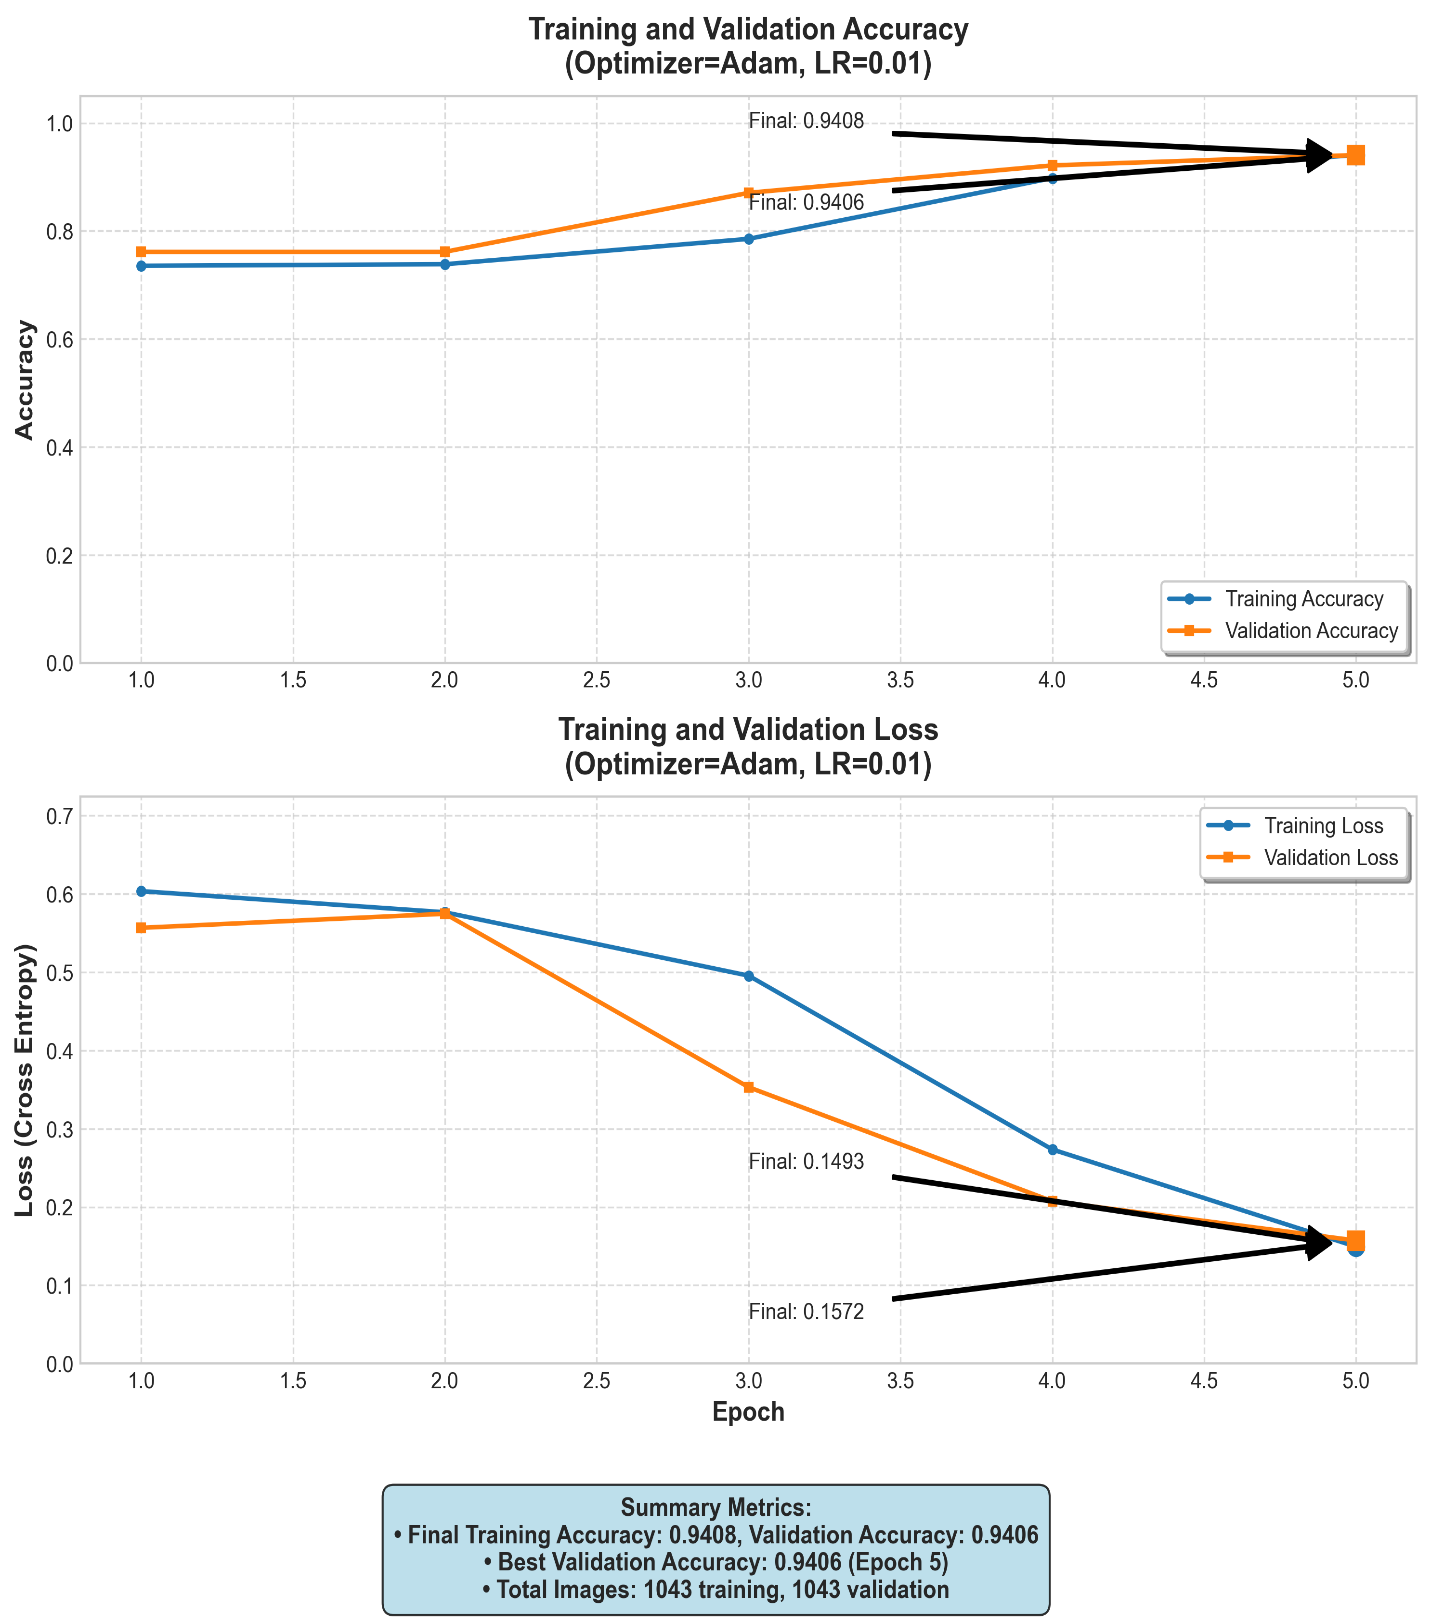 Training and Validation Accuracy
(Optimizer=Adam, LR=0.01)
Accuracy
1.0
0.8
0.6
0.4
0.2
0.0
Final: 0.9408
Final: 0.9406
Training Accuracy
Validation Accuracy
1.0 1.5 2.0 2.5 3.0 3.5 4.0 4.5 5.0
Training and Validation Loss
(Optimizer=Adam, LR=0.01)
Loss (Cross Entropy)
0.7
0.6
0.5
0.4
0.3
0.2
0.1
0.0
Training Loss
Validation Loss
Final: 0.1493
Final: 0.1572
1.0 1.5 2.0 2.5 3.0 3.5 4.0 4.5 5.0
Epoch
Summary Metrics:
• Final Training Accuracy: 0.9408, Validation Accuracy: 0.9406
• Best Validation Accuracy: 0.9406 (Epoch 5)
• Total Images: 1043 training, 1043 validation